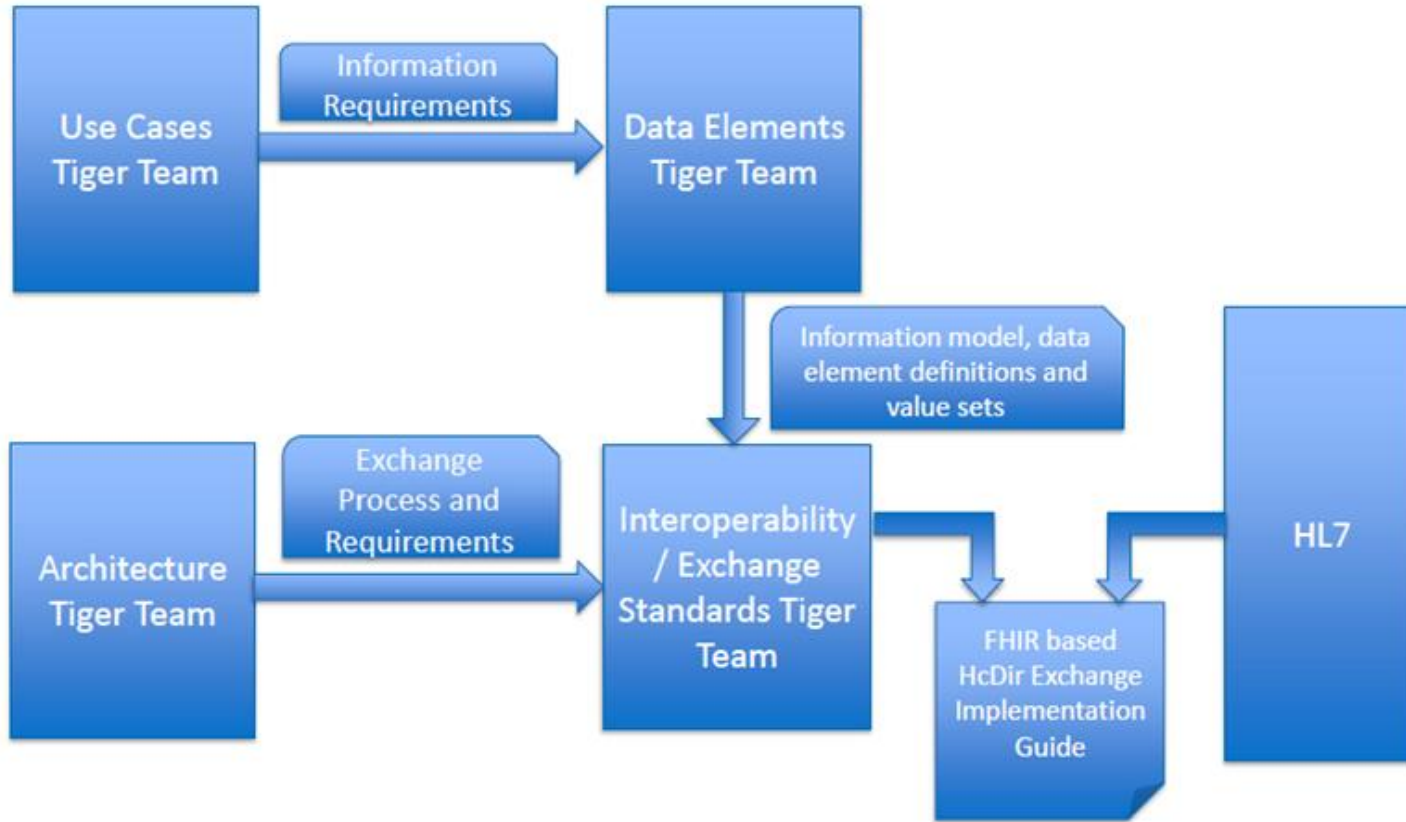 Use Cases
Tiger Team
Information
Requirements
Data Elements
Tiger Team
Information model, data
element definitions and
value sets
Architecture
Tiger Team
Exchange
Process and
Requirements
Interoperability
/ Exchange
Standards Tiger
Team
FHIR based
HcDir Exchange
Implementation
Guide
HL7